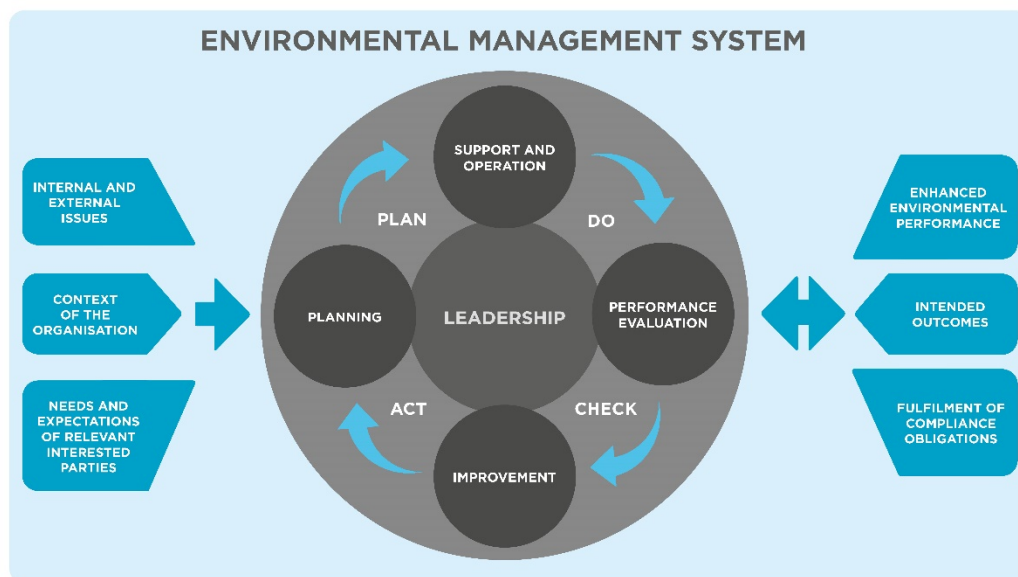 ENVIRONMENTAL MANAGEMENT SYSTEM
INTERNAL AND
EXTERNAL
ISSUES
CONTEXT
OF THE
ORGANISATION
NEEDS AND
EXPECTATIONS
OF RELEVANT
INTERESTED
PARTIES
SUPPORT AND
OPERATION
PLAN
DO
PLANNING
LEADERSHIP
PERFORMANCE
EVALUATION
ACT
CHECK
IMPROVEMENT
ENHANCED
ENVIRONMENTAL
PERFORMANCE
INTENDED
OUTCOMES
FULFILMENT OF
COMPLIANCE
OBLIGATIONS